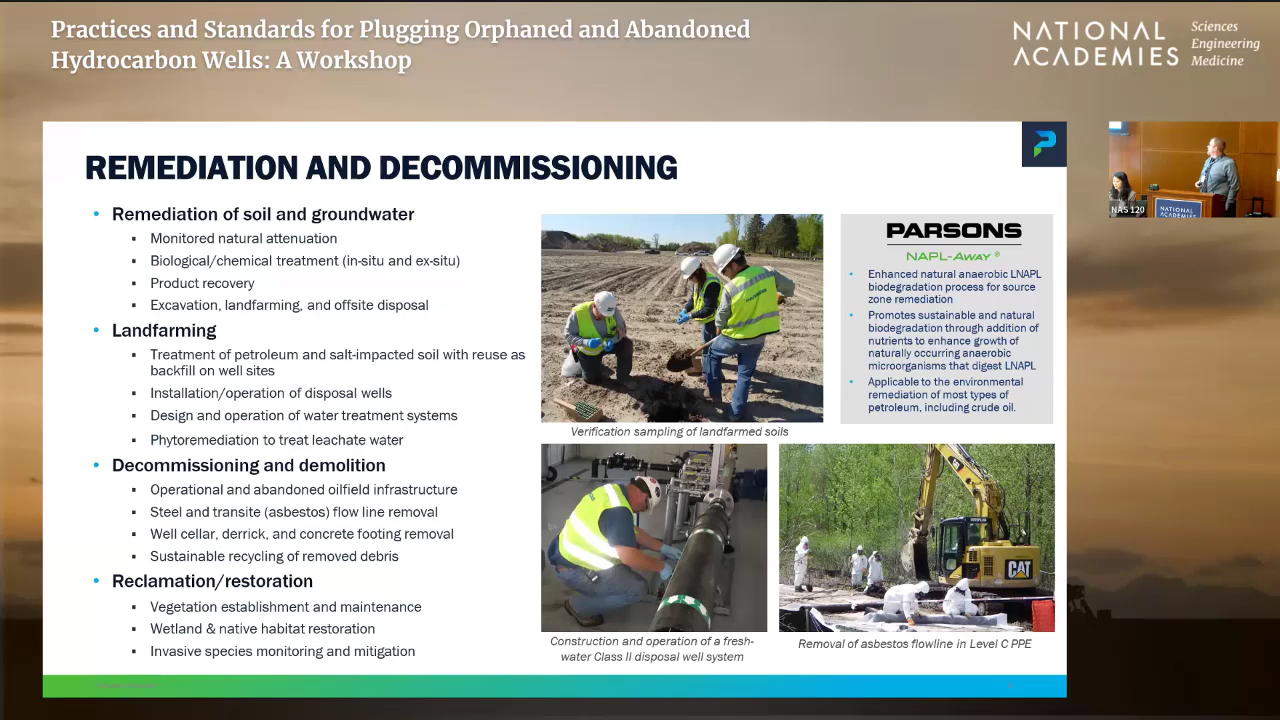 Practices and Standards for Plugging Orphaned and Abandoned
Hydrocarbon Wells: A Workshop
NATIONAL
ACADEMIES
Sciences
Engineering
Medicine
REMEDIATION AND DECOMMISSIONING
• Remediation of soil and groundwater
▪ Monitored natural attenuation
▪ Biological/chemical treatment (in-situ and ex-situ)
▪ Product recovery
▪ Excavation, landfarming, and offsite disposal
• Landfarming
▪ Treatment of petroleum and salt-impacted soil with reuse as
backfill on well sites
▪ Installation/operation of disposal wells
▪ Design and operation of water treatment systems
▪ Phytoremediation to treat leachate water
• Decommissioning and demolition
▪ Operational and abandoned oilfield infrastructure
▪ Steel and transite (asbestos) flow line removal
▪ Well cellar, derrick, and concrete footing removal
▪ Sustainable recycling of removed debris
• Reclamation/restoration
▪ Vegetation establishment and maintenance
▪ Wetland & native habitat restoration
▪ Invasive species monitoring and mitigation
Verification sampling of landfarmed soils
PARSONS
NAPL-AWAY ®
• Enhanced natural anaerobic LNAPL
biodegradation process for source
zone remediation
• Promotes sustainable and natural
biodegradation through addition of
nutrients to enhance growth of
naturally occurring anaerobic
microorganisms that digest LNAPL
• Applicable to the environmental
remediation of most types of
petroleum, including crude oil.
Construction and operation of a fresh-
water Class II disposal well system
CAT
Removal of asbestos flowline in Level C PPE
NAS 120
NATIONAL
ACADEMIES